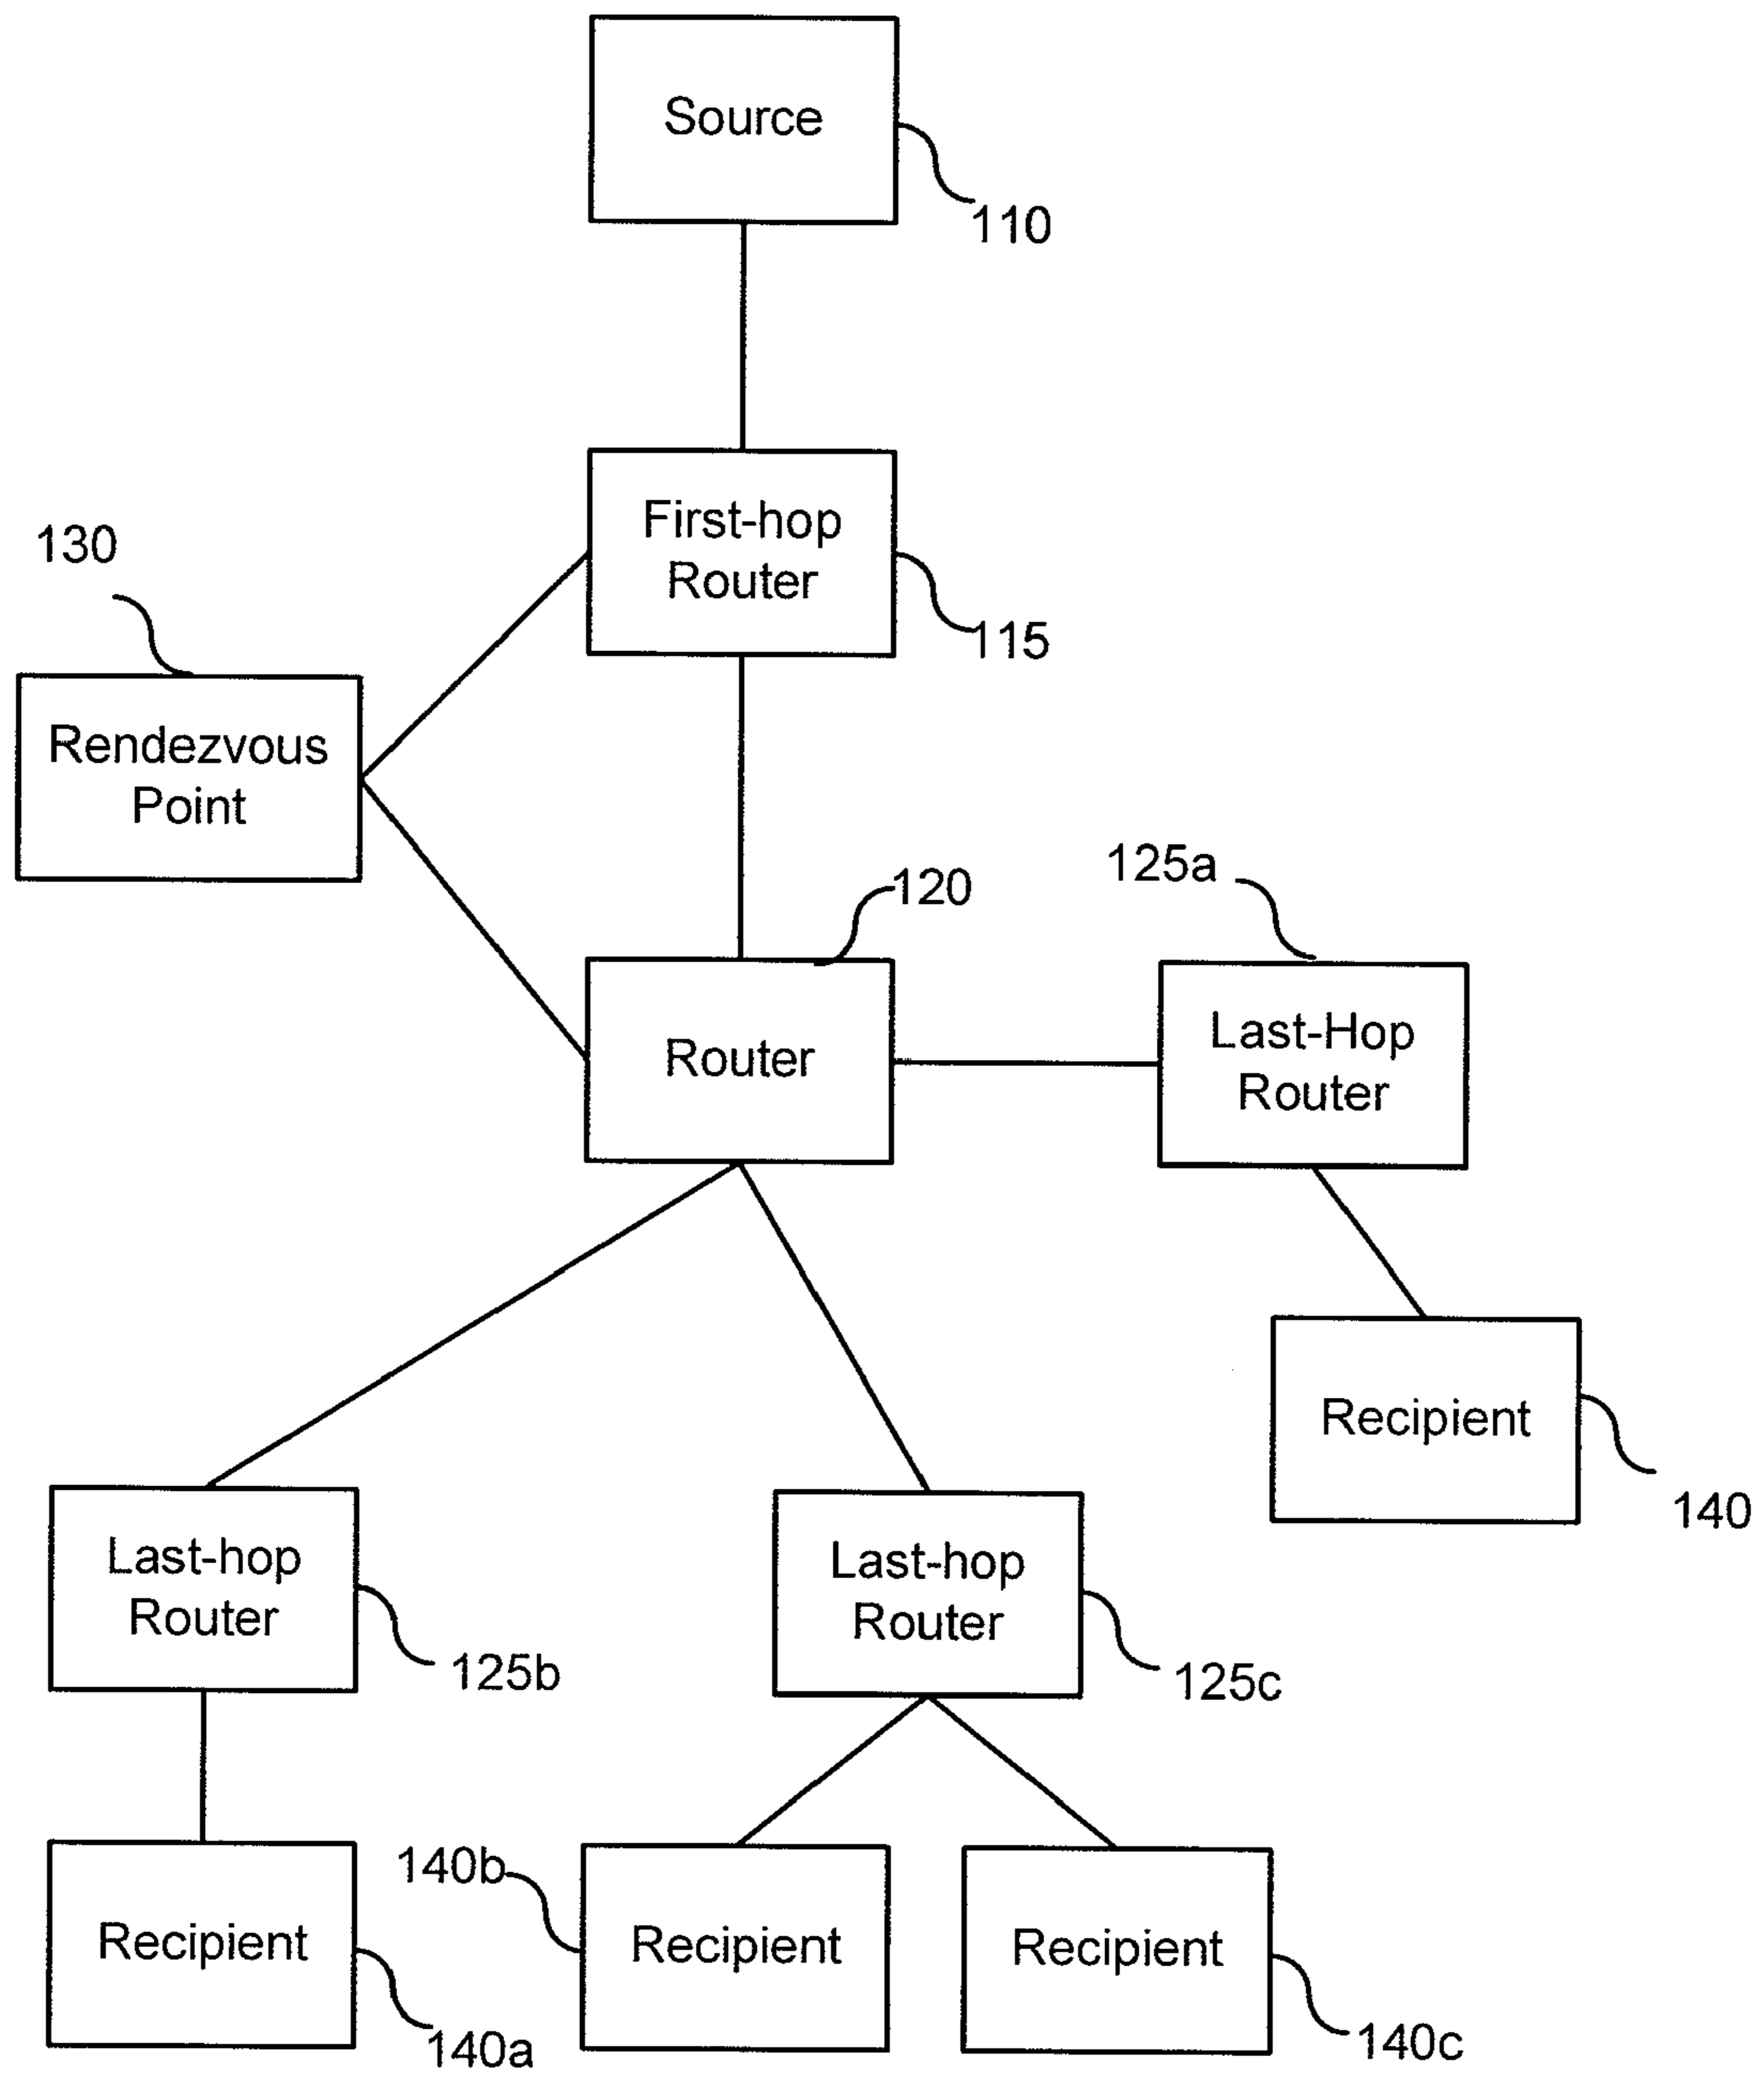 Source
110
First-hop
Router
115
130
Rendezvous
Point
120
125a
Router
Last-Hop
Router
Recipient
140
Last-hop
Router
125b
Last-hop
Router
125c
140b
Recipient
140a
Recipient
Recipient
140c